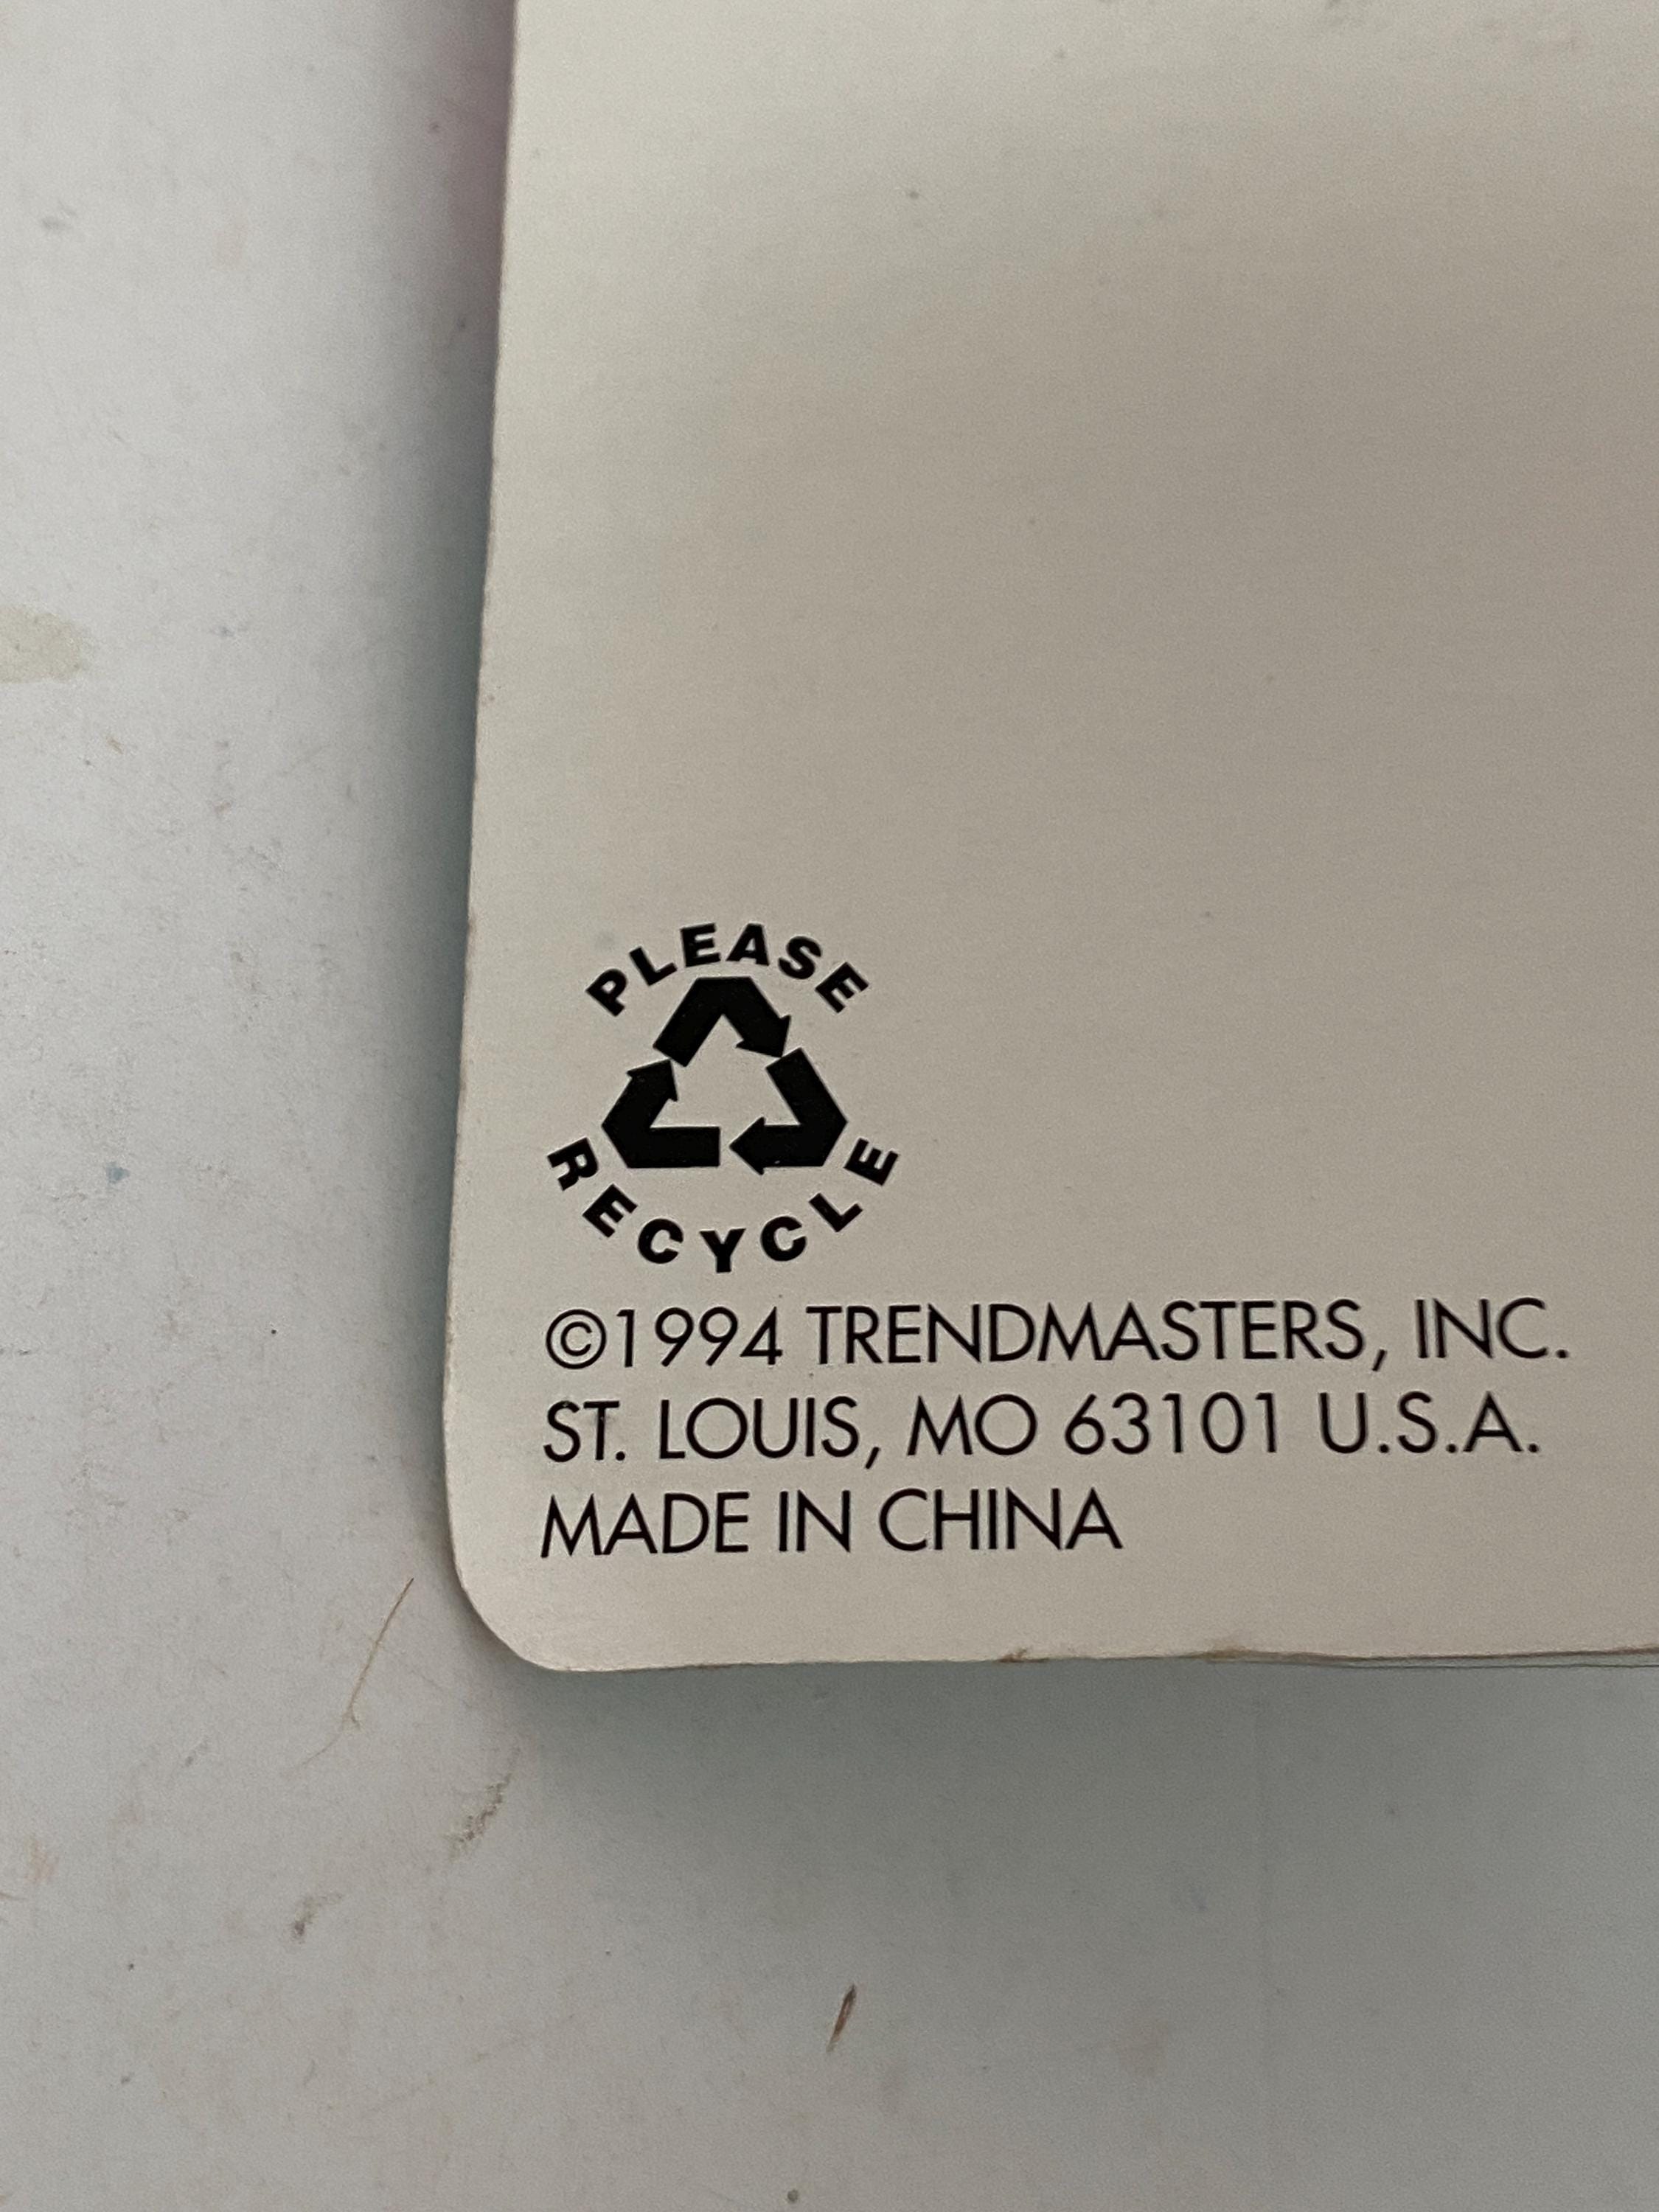 PLEASE
RECYCLE
©1994 TRENDMASTERS, INC.
ST. LOUIS, MO 63101 U.S.A.
MADE IN CHINA